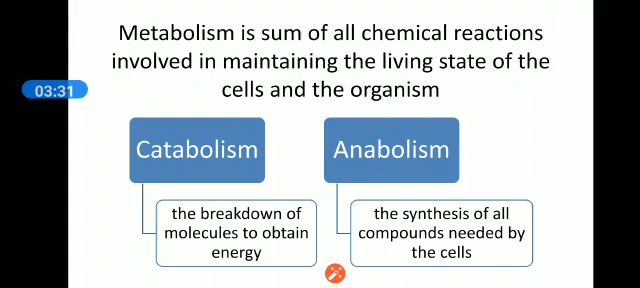 Metabolism is sum of all chemical reactions
involved in maintaining the living state of the
cells and the organism
03:31
Catabolism
Anabolism
the breakdown of
molecules to obtain
energy
the synthesis of all
compounds needed by
the cells